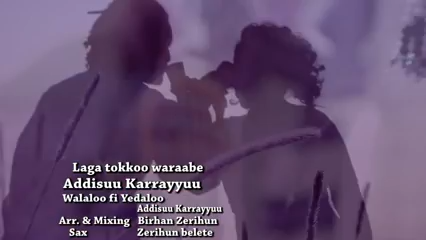 Laga tokkoo waraabe
Addisuu Karrayyuu
Walaloo fi Yedaloo
Addisuu Karrayyuu
Arr. & Mixing Birhan Zerihun
Sax Zerihun belete